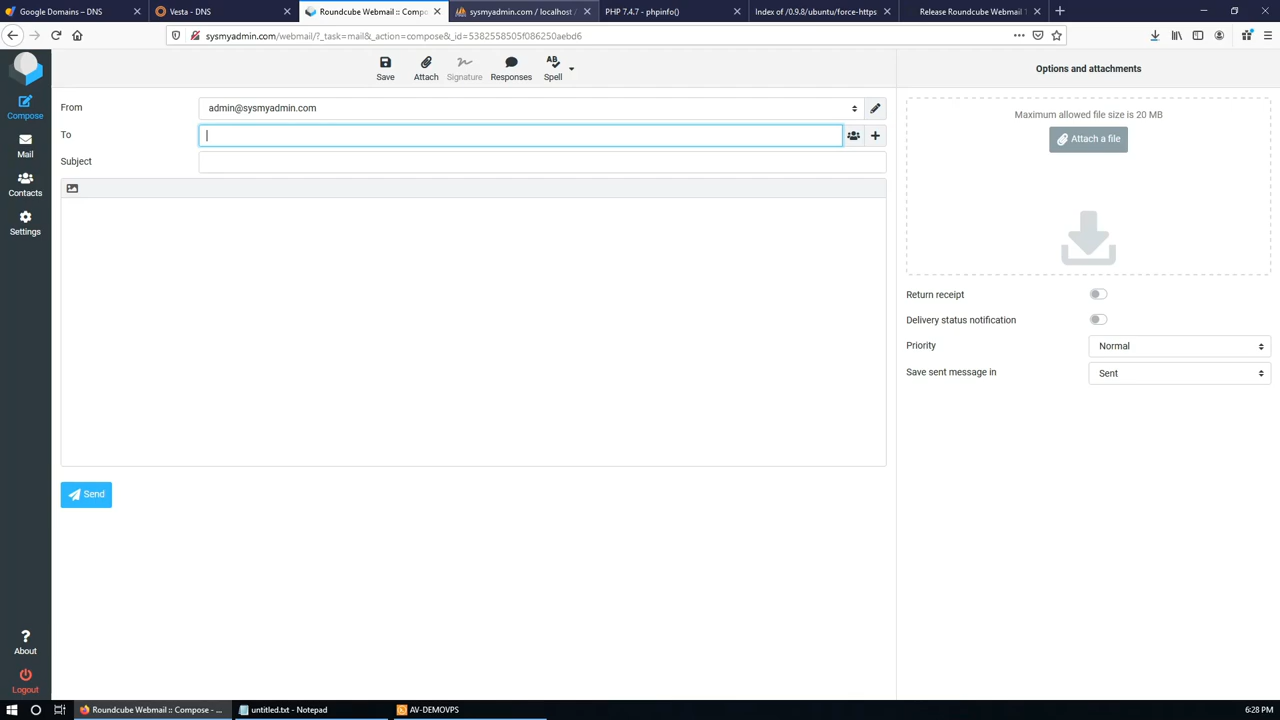 Google Domains – DNS
Vesta - DNS
Roundcube Webmail :: Compo
sysmyadmin.com / localhost /
PHP 7.4.7 - phpinfo()
Index of /0.9.8/ubuntu/force-https
Release Roundcube Webmail 1
sysmyadmin.com/webmail/?_task=mail&_action=compose&_id=5382558505f086250aebd6
Save
Attach
Signature
Responses
ABC
Spell
Options and attachments
Compose
Mail
Contacts
Settings
From
admin@sysmyadmin.com
To
Subject
Maximum allowed file size is 20 MB
Attach a file
Return receipt
Delivery status notification
Priority
Normal
Save sent message in
Sent
Send
?
About
Logout
Roundcube Webmail :: Compose - ...
untitled.txt - Notepad
AV-DEMOVPS
6:28 PM